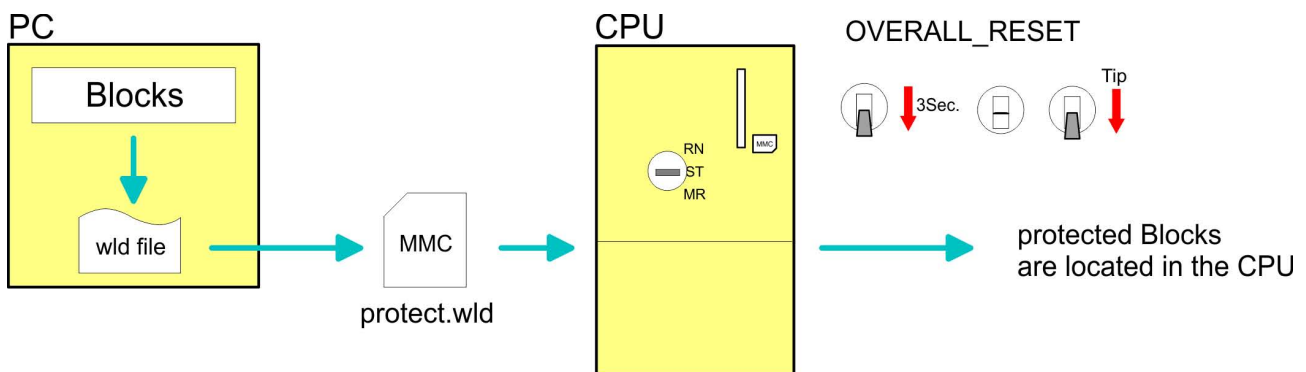 PC
Blocks
wld file
MMC
protect.wld
CPU
MMC
RN
ST
MR
OVERALL_RESET
3Sec.
Tip
protected Blocks
are located in the CPU